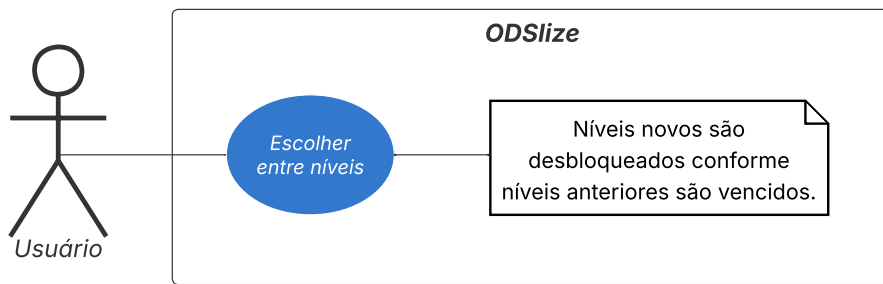 ODSlize
Escolher
entre níveis
Níveis novos são
desbloqueados conforme
níveis anteriores são vencidos.
Usuário